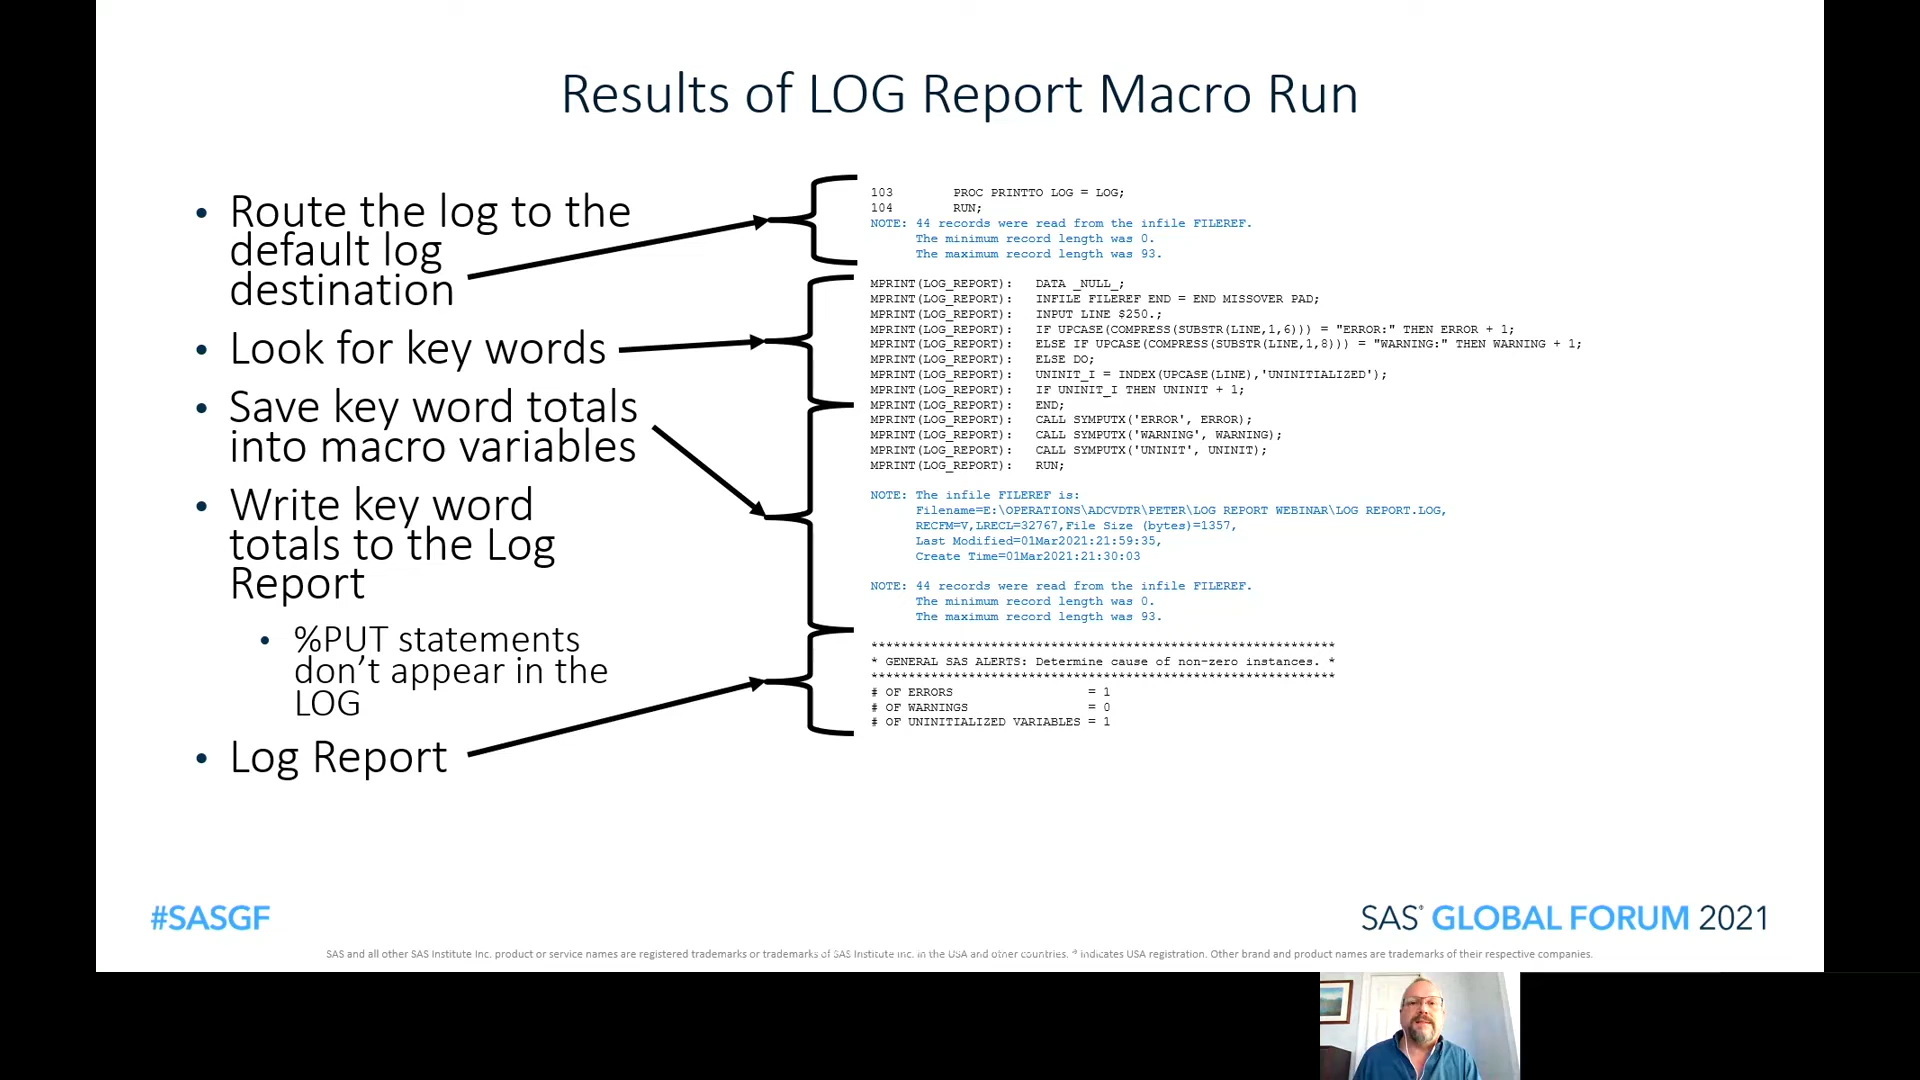 Results of LOG Report Macro Run
• Route the log to the
default log
destination
• Look for key words
• Save key word totals
into macro variables
• Write key word
totals to the Log
Report
• %PUT statements
don’t appear in the
LOG
• Log Report
103 PROC PRINTTO LOG = LOG;
104 RUN;
NOTE: 44 records were read from the infile FILEREF.
The minimum record length was 0.
The maximum record length was 93.
MPRINT(LOG_REPORT): DATA _NULL_;
MPRINT(LOG_REPORT): INFILE FILEREF END = END MISSOVER PAD;
MPRINT(LOG_REPORT): INPUT LINE $250.;
MPRINT(LOG_REPORT): IF UPCASE(COMPRESS(SUBSTR(LINE,1,6))) = "ERROR:" THEN ERROR + 1;
MPRINT(LOG_REPORT): ELSE IF UPCASE(COMPRESS(SUBSTR(LINE,1,8))) = "WARNING:" THEN WARNING + 1;
MPRINT(LOG_REPORT): ELSE DO;
MPRINT(LOG_REPORT): UNINIT_I = INDEX(UPCASE(LINE),'UNINITIALIZED');
MPRINT(LOG_REPORT): IF UNINIT_I THEN UNINIT + 1;
MPRINT(LOG_REPORT): END;
MPRINT(LOG_REPORT): CALL SYMPUTX('ERROR', ERROR);
MPRINT(LOG_REPORT): CALL SYMPUTX('WARNING', WARNING);
MPRINT(LOG_REPORT): CALL SYMPUTX('UNINIT', UNINIT);
MPRINT(LOG_REPORT): RUN;
NOTE: The infile FILEREF is:
Filename=E:\OPERATIONS\ADCVDTR\PETER\LOG REPORT WEBINAR\LOG REPORT.LOG,
RECFM=V,LRECL=32767,File Size (bytes)=1357,
Last Modified=01Mar2021:21:59:35,
Create Time=01Mar2021:21:30:03
NOTE: 44 records were read from the infile FILEREF.
The minimum record length was 0.
The maximum record length was 93.
**************************************************************
* GENERAL SAS ALERTS: Determine cause of non-zero instances. *
**************************************************************
# OF ERRORS = 1
# OF WARNINGS = 0
# OF UNINITIALIZED VARIABLES = 1
#SASGF
SAS® GLOBAL FORUM 2021
SAS and all other SAS Institute Inc. product or service names are registered trademarks or trademarks of SAS Institute Inc. in the USA and other countries. ® indicates USA registration. Other brand and product names are trademarks of their respective companies.